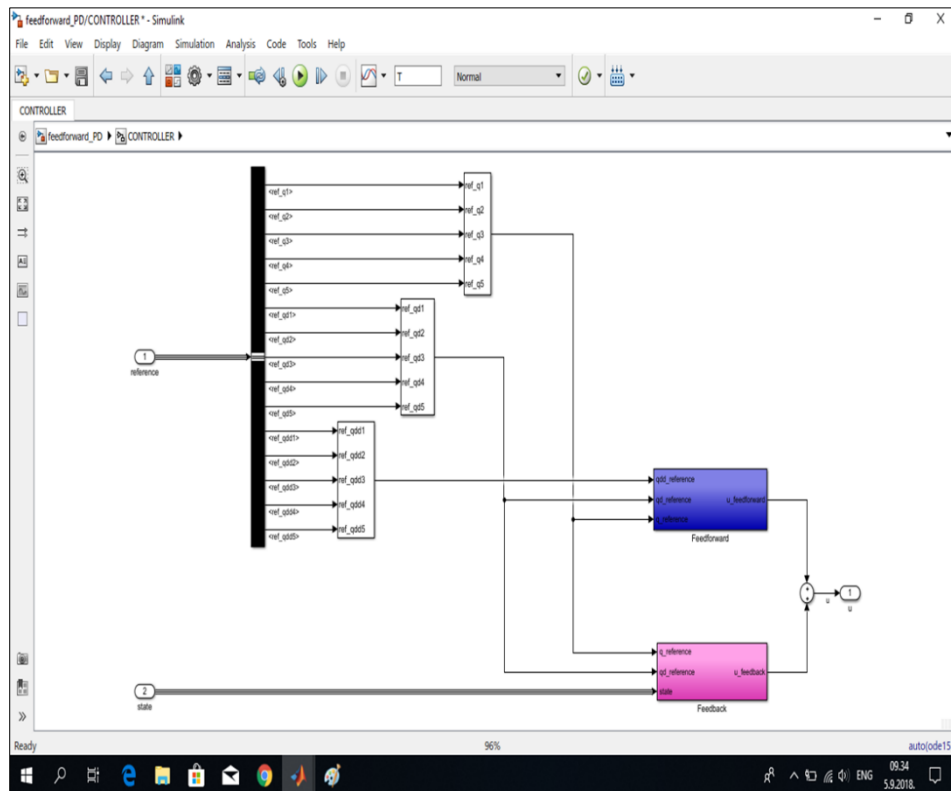 feedforward_PD/CONTROLLER * - Simulink
File Edit View Display Diagram Simulation Analysis Code Tools Help
T
Normal
CONTROLLER
feedforward_PD CONTROLLER
<ref_q1>
<ref_q2>
<ref_q3>
<ref_q4>
<ref_q5>
ref_q1
ref_q2
ref_q3
ref_q4
ref_q5
<ref_qd1>
<ref_qd2>
<ref_qd3>
<ref_qd4>
<ref_qd5>
ref_qd1
ref_qd2
ref_qd3
ref_qd4
ref_qd5
<ref_qdd1>
<ref_qdd2>
<ref_qdd3>
<ref_qdd4>
<ref_qdd5>
ref_qdd1
ref_qdd2
ref_qdd3
ref_qdd4
ref_qdd5
1
reference
qdd_reference
qd_reference
q_reference
u_feedforward
Feedforward
u
1
u
q_reference
qd_reference
state
u_feedback
Feedback
2
state
Ready
96%
auto(ode15
ENG
09.34
5.9.2018.